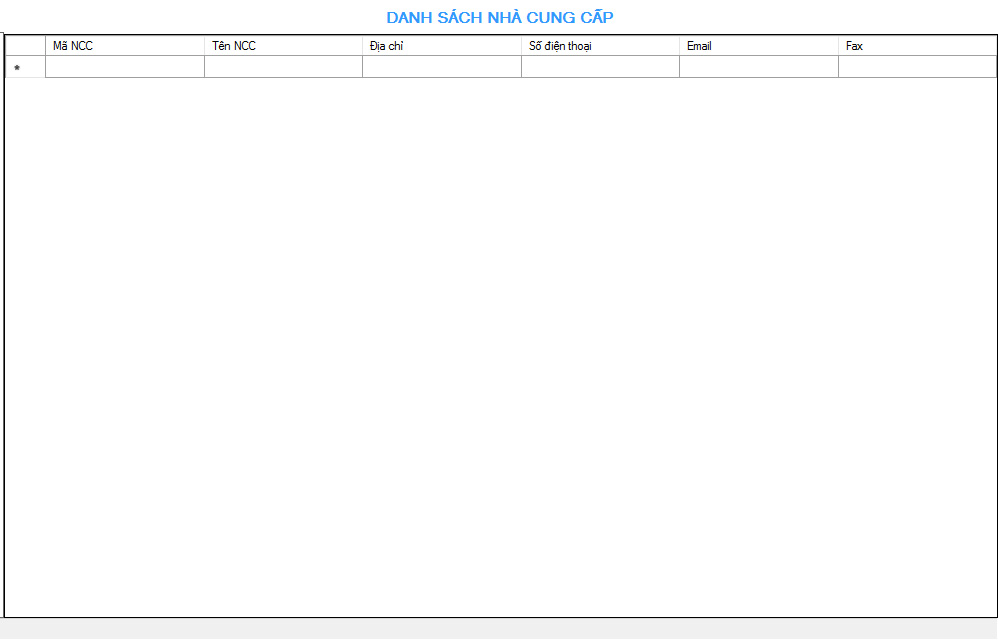 DANH SÁCH NHÀ CUNG CẤP
Mã NCC Tên NCC Địa chỉ Số điện thoại Email Fax
*